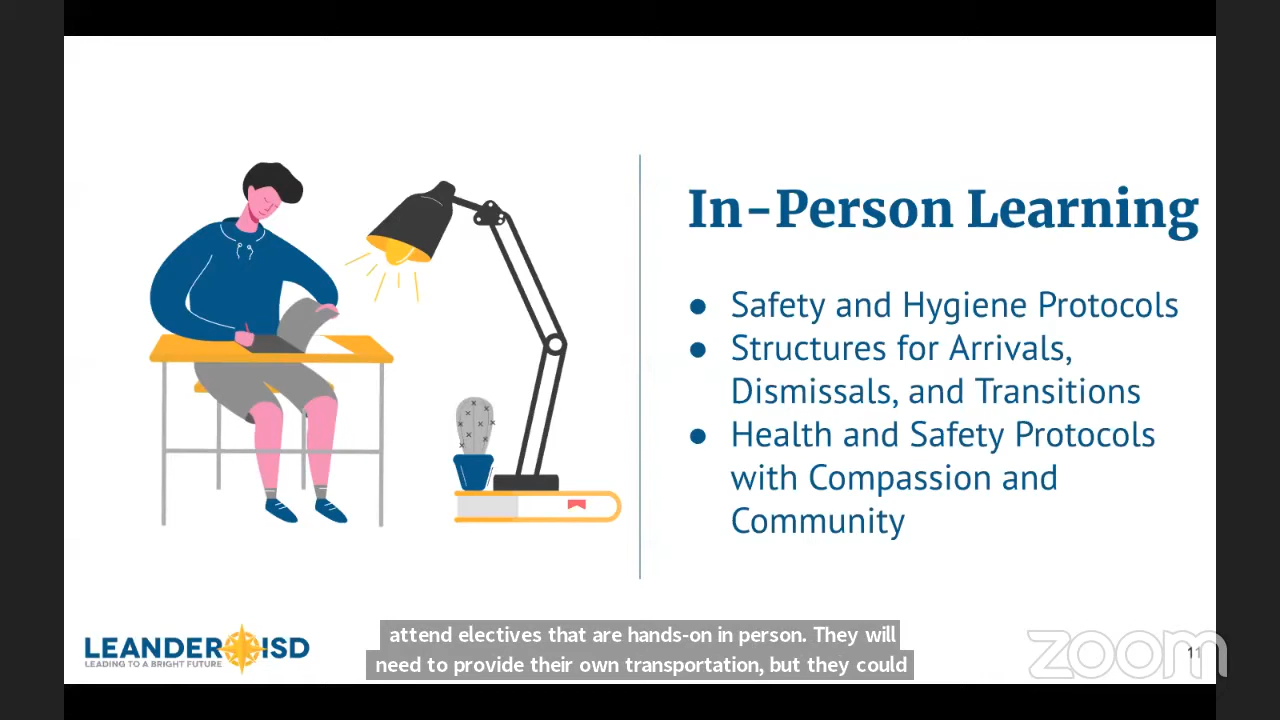 In-Person Learning
● Safety and Hygiene Protocols
● Structures for Arrivals,
Dismissals, and Transitions
● Health and Safety Protocols
with Compassion and
Community
LEANDER ISD
LEADING TO A BRIGHT FUTURE
attend electives that are hands-on in person. They will
need to provide their own transportation, but they could
zoom
11